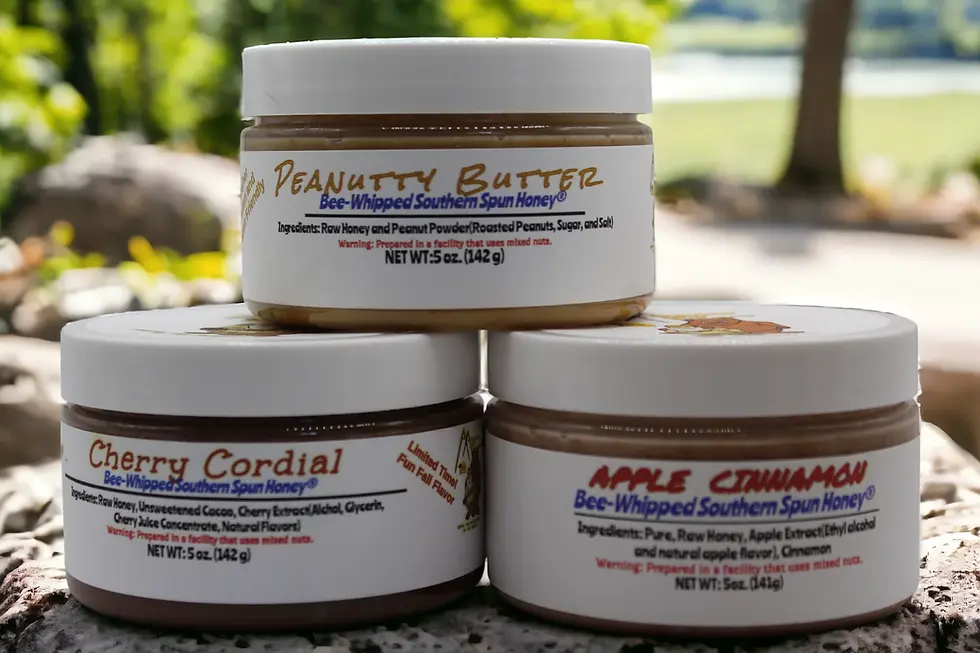 PEANUTTY BUTTER
Bee-Whipped Southern Spun Honey®
Ingredients: Raw Honey and Peanut Powder(Roasted Peanuts, Sugar, and Salt)
Warning: Prepared in a facility that uses mixed nuts.
NET WT:5 oz. (142 g)
Cherry Cordial
Bee-Whipped Southern Spun Honey®
Ingredients: Raw Honey, Unsweetened Cocoa, Cherry Extract(Alchol, Glycerin,
Cherry Juice Concentrate, Natural Flavors)
Warning: Prepared in a facility that uses mixed nuts.
NET WT: 5 oz. (142 g)
Limited Time!
Fun Fall Flavor
APPLE CINNAMON
Bee-Whipped Southern Spun Honey®
Ingredients: Pure, Raw Honey, Apple Extract(Ethyl alcohol
and natural apple flavor), Cinnamon
Warning: Prepared in a facility that uses mixed nuts.
NET WT: 5oz. (141g)